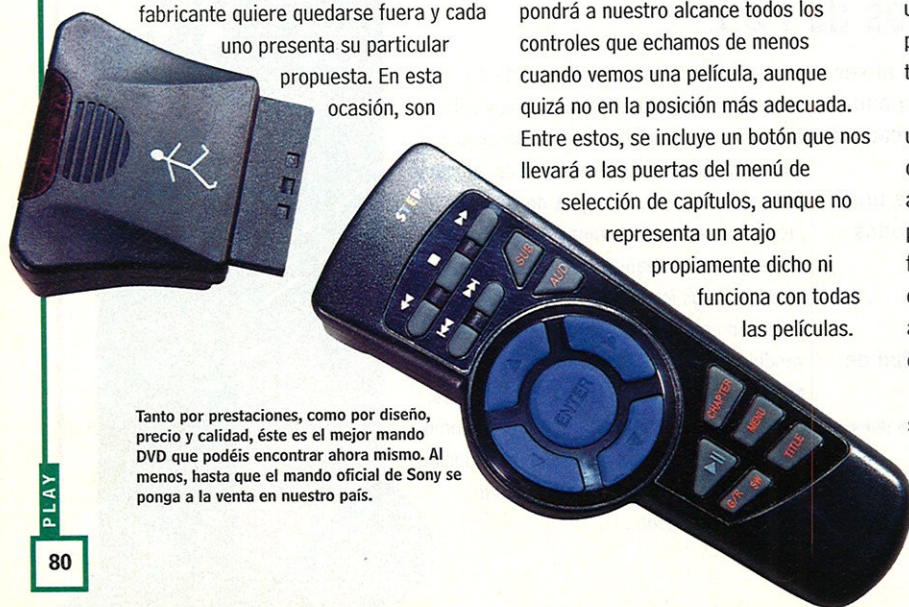 fabricante quiere quedarse fuera y cada
uno presenta su particular
propuesta. En esta
ocasión, son
pondrá a nuestro alcance todos los
controles que echamos de menos
cuando vemos una película, aunque
quizá no en la posición más adecuada.
Entre estos, se incluye un botón que nos
llevará a las puertas del menú de
selección de capítulos, aunque no
representa un atajo
propiamente dicho ni
funciona con todas
las películas.
STEP
SUB
AUD
ENTER
CHAPTER
MENU
TITLE
G/R SW
Tanto por prestaciones, como por diseño,
precio y calidad, éste es el mejor mando
DVD que podéis encontrar ahora mismo. Al
menos, hasta que el mando oficial de Sony se
ponga a la venta en nuestro país.
PLAY
80